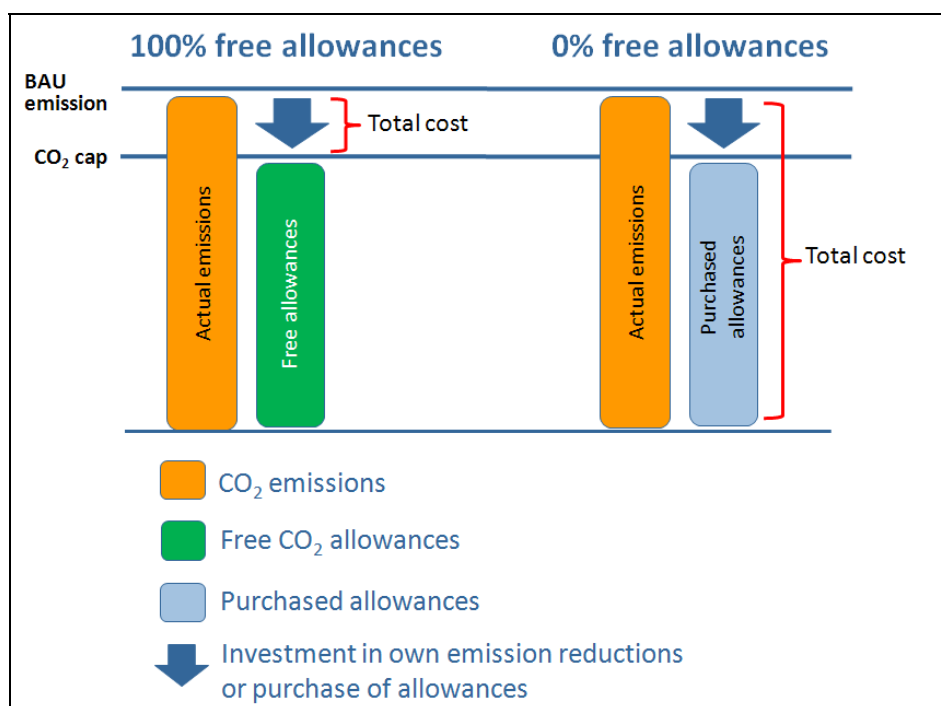 100% free allowances
0% free allowances
BAU
emission
Total cost
CO₂ cap
Actual emissions
Free allowances
Actual emissions
Purchased
allowances
Total cost
CO₂ emissions
Free CO₂ allowances
Purchased allowances
Investment in own emission reductions
or purchase of allowances